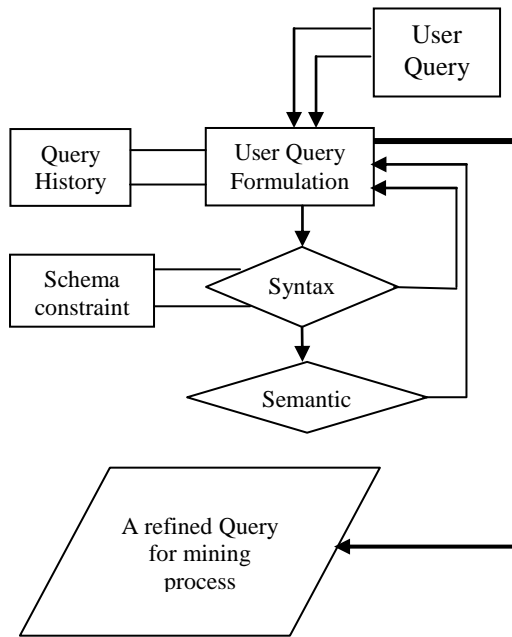 User
Query
Query
History
User Query
Formulation
Schema
constraint
Syntax
Semantic
A refined Query
for mining
process